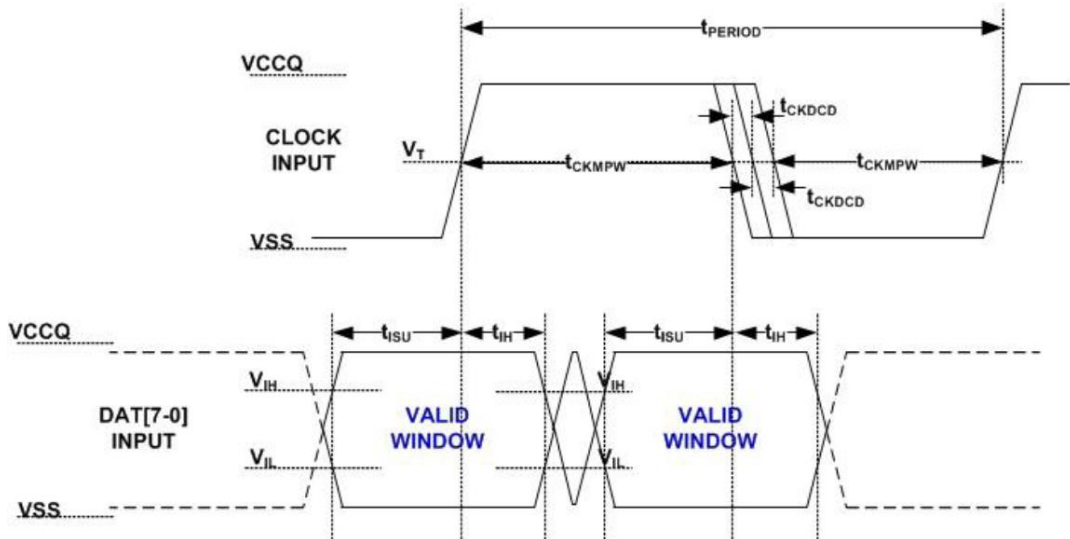 tPERIOD
VCCQ
tCKDCD
CLOCK
INPUT
VT
tCKMPW
tCKMPW
tCKDCD
VSS
VCCQ
tISU
tIH
tISU
tIH
VIH
VIH
DAT[7-0]
INPUT
VALID
WINDOW
VALID
WINDOW
VIL
VIL
VSS